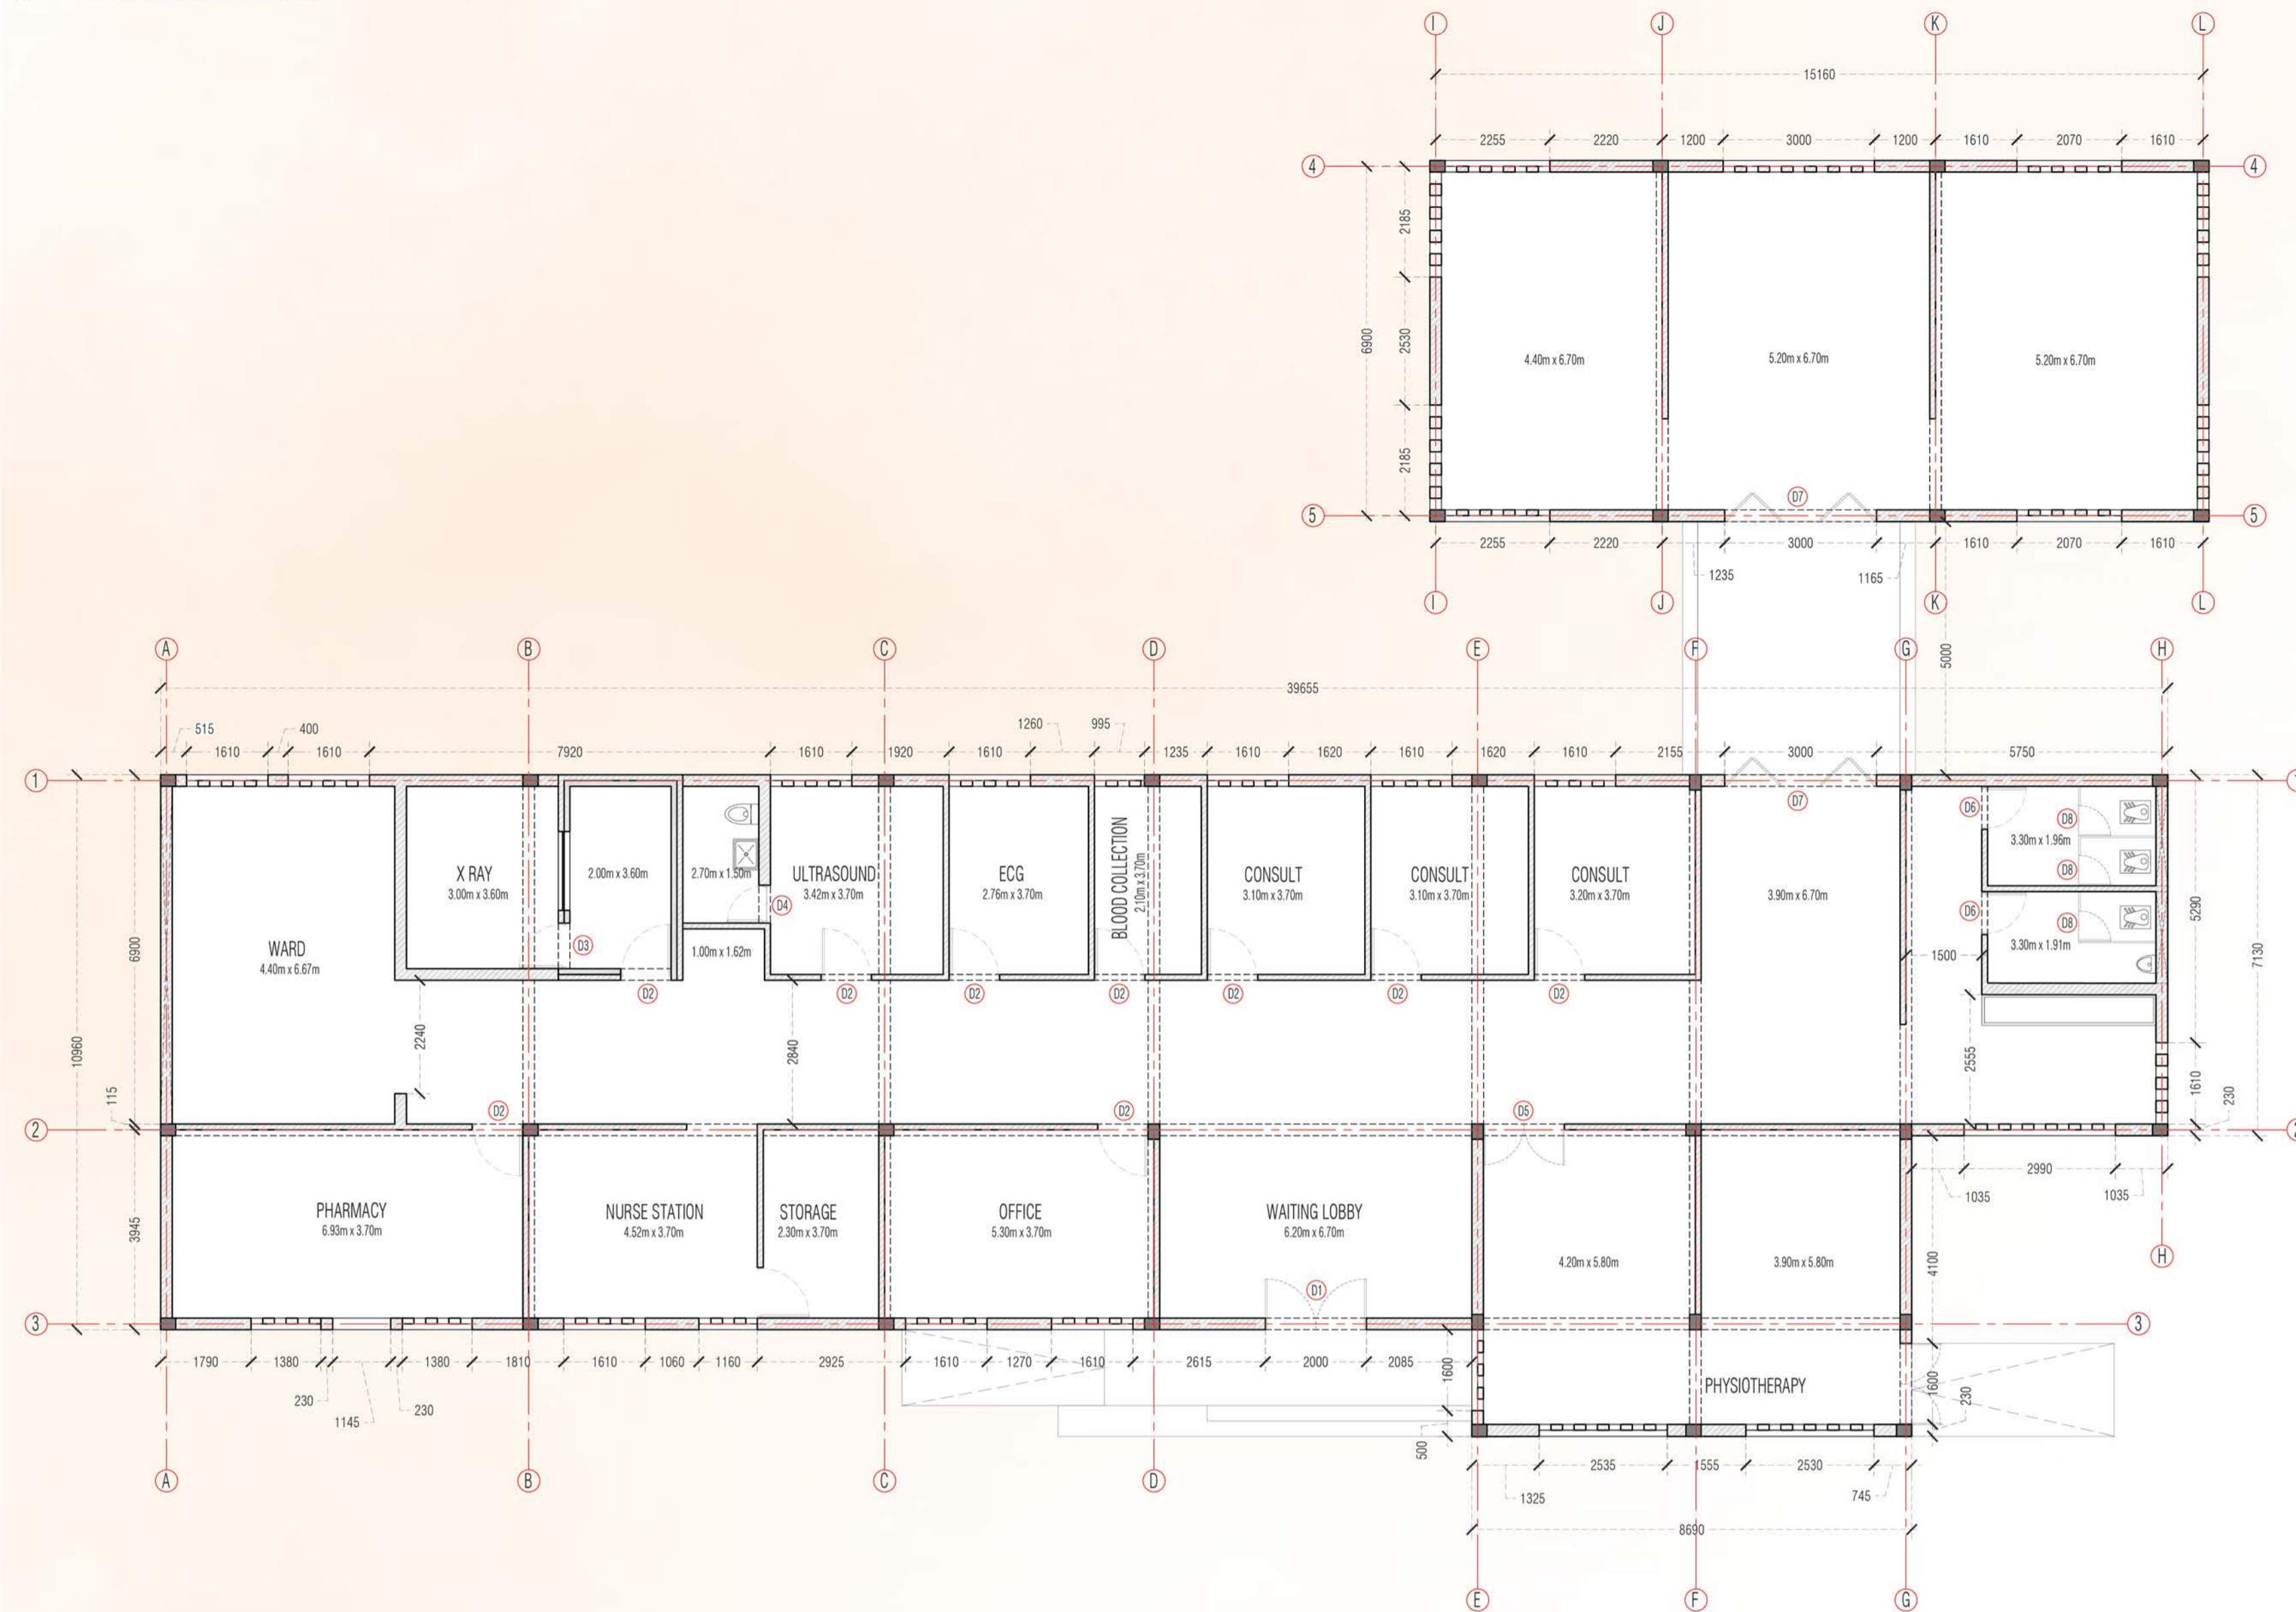 I J K L
15160
2255 2220 1200 3000 1200 1610 2070 1610
4 4
2185
6900 2530
4.40m x 6.70m 5.20m x 6.70m 5.20m x 6.70m
2185
D7
5 5
2255 2220 3000 1610 2070 1610
1235 1165
I J K L
5000
A B C D E F G H
39655
515 400 1260 995
1610 1610 7920 1610 1920 1610 1235 1610 1620 1610 1620 1610 2155 3000 5750
1 1
D7
D6 D8
3.30m x 1.96m
D8
X RAY
3.00m x 3.60m
2.00m x 3.60m
2.70m x 1.50m
D4
ULTRASOUND
3.42m x 3.70m
ECG
2.76m x 3.70m
BLOOD COLLECTION
2.10m x 3.70m
CONSULT
3.10m x 3.70m
CONSULT
3.10m x 3.70m
CONSULT
3.20m x 3.70m
3.90m x 6.70m
D6 D8
3.30m x 1.91m
5290
6900
WARD
4.40m x 6.67m
D3
1.00m x 1.62m
1500
7130
D2 D2 D2 D2 D2 D2 D2
10960
2240
2840
2555
1610
230
115
D2 D2 D5
2 2
2990
1035 1035
3945
PHARMACY
6.93m x 3.70m
NURSE STATION
4.52m x 3.70m
STORAGE
2.30m x 3.70m
OFFICE
5.30m x 3.70m
WAITING LOBBY
6.20m x 6.70m
4.20m x 5.80m
3.90m x 5.80m
4100
H
D1
3 3
1790 1380 1380 1810 1610 1060 1160 2925 1610 1270 1610 2615 2000 2085
230 1145 230
1600
PHYSIOTHERAPY
1600
230
500
A B C D
2535 1555 2530
1325 745
8690
E F G